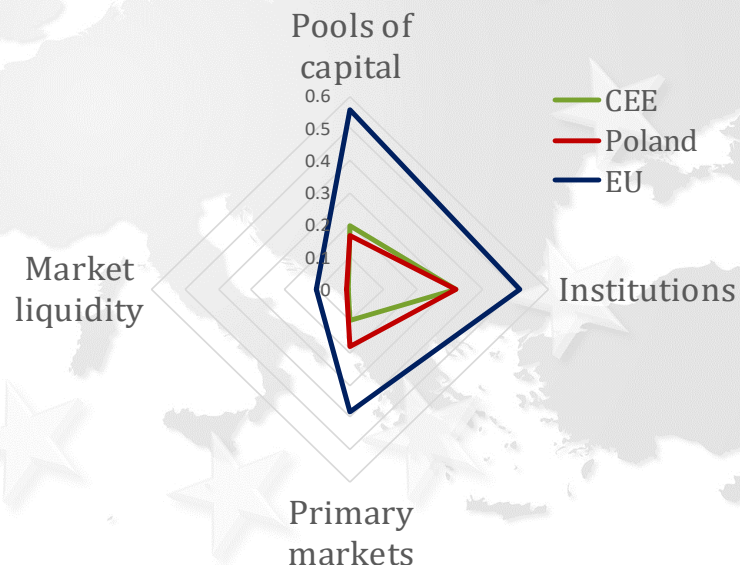 Pools of
capital
0.6
0.5
0.4
0.3
0.2
0.1
0
CEE
Poland
EU
Market
liquidity
Institutions
Primary
markets